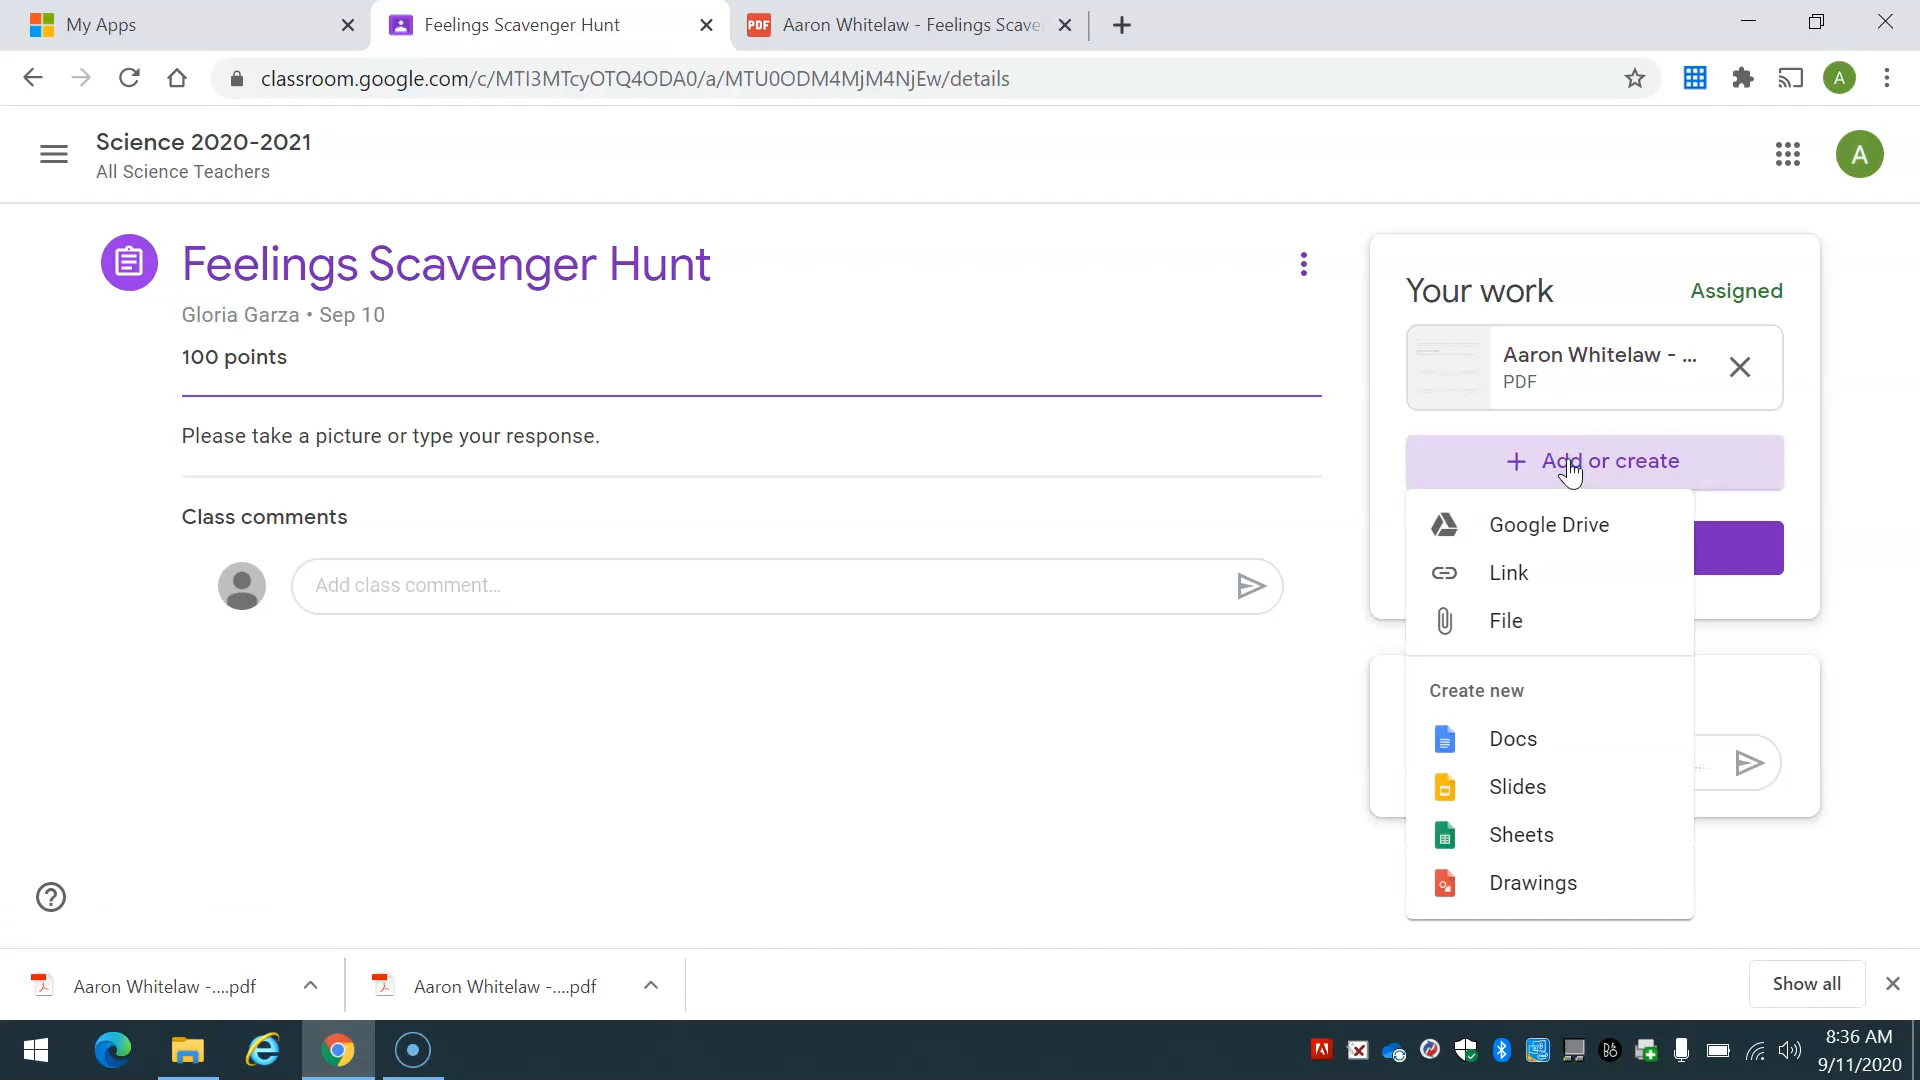 My Apps
Feelings Scavenger Hunt
PDF
Aaron Whitelaw - Feelings Scave
classroom.google.com/c/MTI3MTcyOTQ4ODA0/a/MTU0ODM4MjM4NjEw/details
A
Science 2020-2021
All Science Teachers
A
Feelings Scavenger Hunt
Gloria Garza • Sep 10
100 points
Please take a picture or type your response.
Class comments
Add class comment...
Your work
Assigned
Aaron Whitelaw - ...
PDF
+ Add or create
Google Drive
Link
File
Create new
Docs
Slides
Sheets
Drawings
Aaron Whitelaw -....pdf
Aaron Whitelaw -....pdf
Show all
8:36 AM
9/11/2020